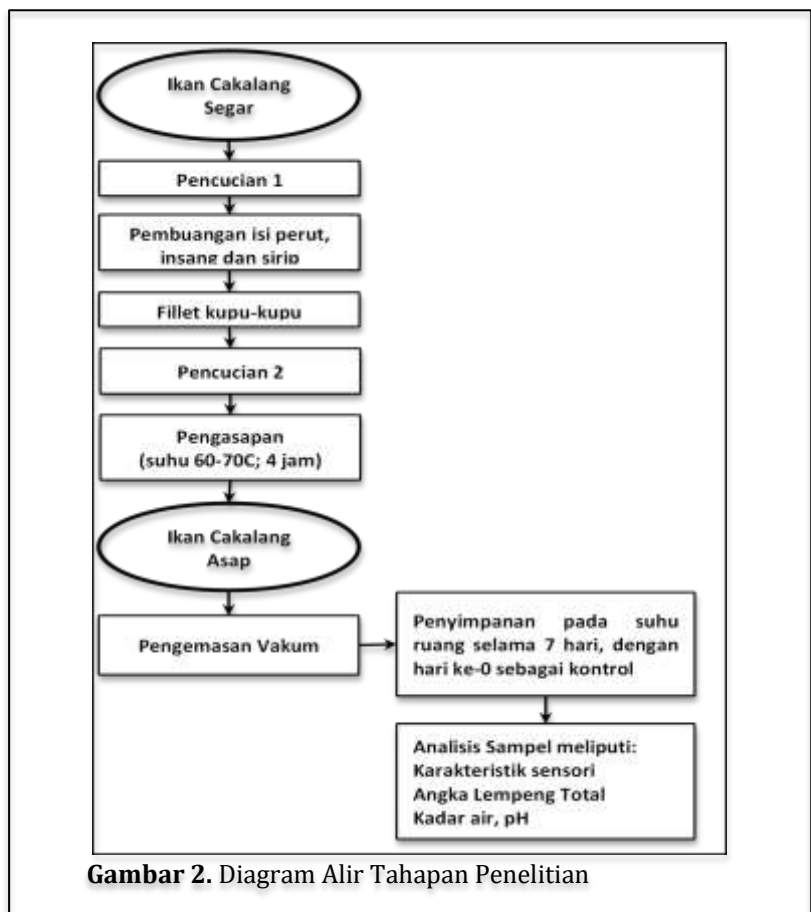 Ikan Cakalang
Segar
Pencucian 1
Pembuangan isi perut,
insang dan sirip
Fillet kupu-kupu
Pencucian 2
Pengasapan
(suhu 60-70C; 4 jam)
Ikan Cakalang
Asap
Pengemasan Vakum
Penyimpanan pada suhu
ruang selama 7 hari, dengan
hari ke-0 sebagai kontrol
Analisis Sampel meliputi:
Karakteristik sensori
Angka Lempeng Total
Kadar air, pH
Gambar 2. Diagram Alir Tahapan Penelitian